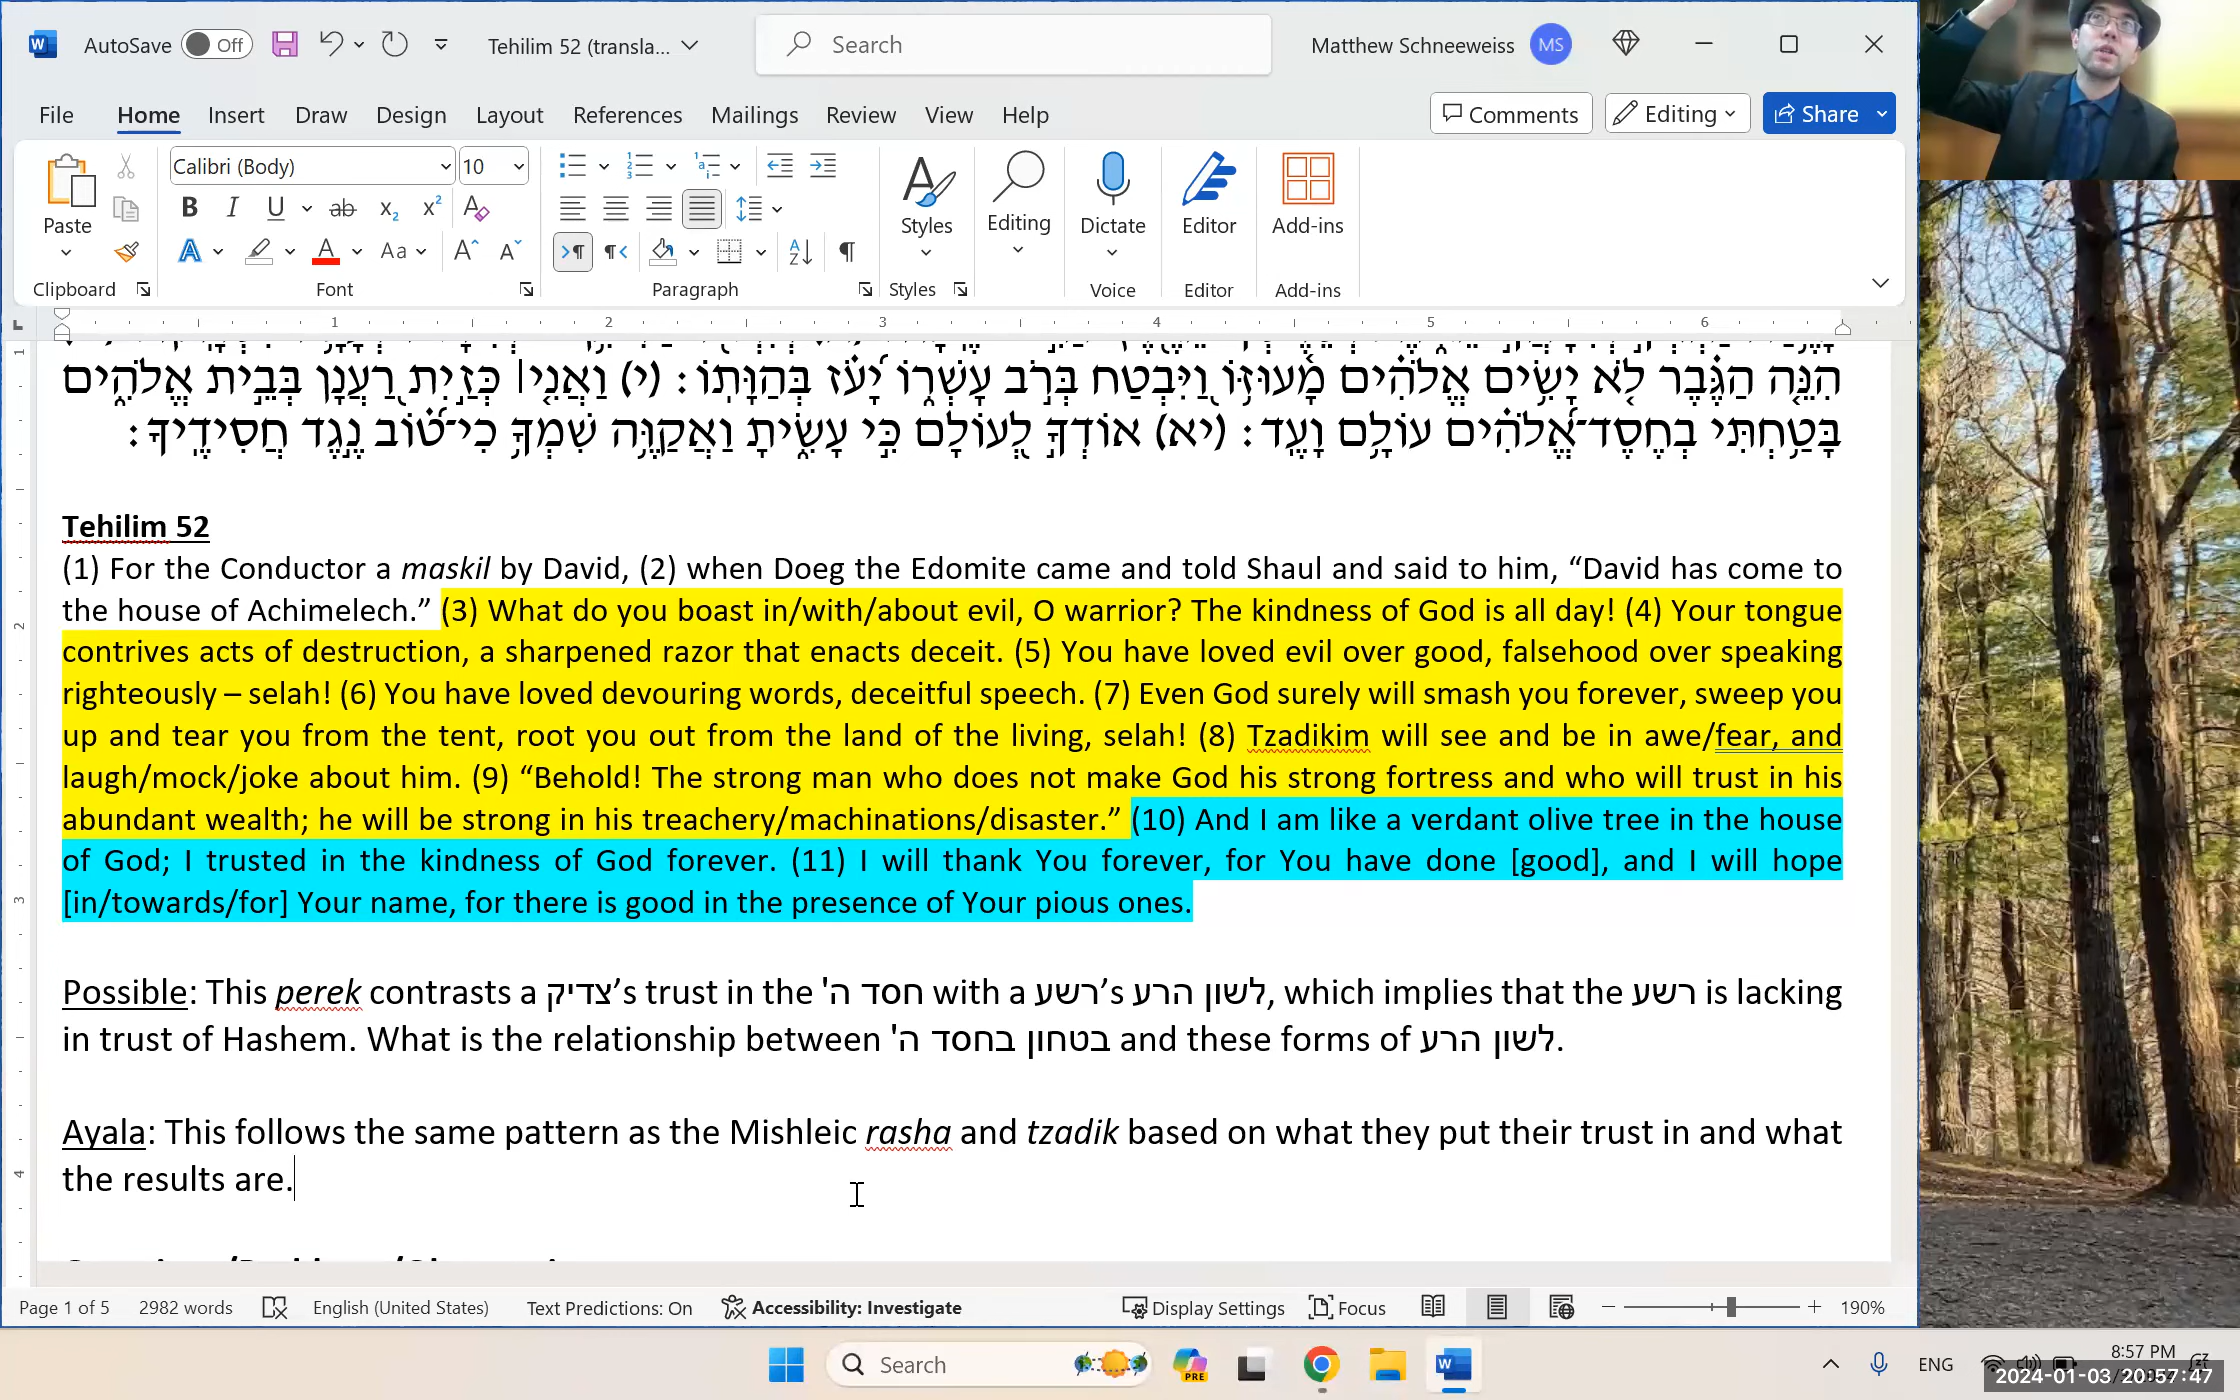 AutoSave Off Tehilim 52 (transla... Search Matthew Schneeweiss MS
File Home Insert Draw Design Layout References Mailings Review View Help Comments Editing Share
Calibri (Body) 10
Paste Styles Editing Dictate Editor Add-ins
Clipboard Font Paragraph Styles Voice Editor Add-ins
1 2 3 4 5 6
הִנֵּ֤ה הַגֶּ֗בֶר לֹ֤א יָשִׂ֥ים אֱלֹהִ֗ים מָֽע֫וּזּ֥וֹ וַ֭יִּבְטַח בְּרֹ֣ב עׇשְׁר֑וֹ יָ֝עֹ֗ז בְּהַוָּתֽוֹ: (י) וַאֲנִ֤י׀ כְּזַ֣יִת רַ֭עֲנָן בְּבֵ֣ית אֱלֹהִ֑ים
בָּטַ֥חְתִּי בְחֶֽסֶד־אֱ֝לֹהִ֗ים עוֹלָ֥ם וָעֶֽד: (יא) אוֹדְךָ֣ לְ֭עוֹלָם כִּ֣י עָשִׂ֑יתָ וַאֲקַוֶּ֥ה שִׁמְךָ֥ כִי־ט֝֗וֹב נֶ֣גֶד חֲסִידֶֽיךָ:
Tehilim 52
(1) For the Conductor a maskil by David, (2) when Doeg the Edomite came and told Shaul and said to him, “David has come to
the house of Achimelech.” (3) What do you boast in/with/about evil, O warrior? The kindness of God is all day! (4) Your tongue
contrives acts of destruction, a sharpened razor that enacts deceit. (5) You have loved evil over good, falsehood over speaking
righteously – selah! (6) You have loved devouring words, deceitful speech. (7) Even God surely will smash you forever, sweep you
up and tear you from the tent, root you out from the land of the living, selah! (8) Tzadikim will see and be in awe/fear, and
laugh/mock/joke about him. (9) “Behold! The strong man who does not make God his strong fortress and who will trust in his
abundant wealth; he will be strong in his treachery/machinations/disaster.” (10) And I am like a verdant olive tree in the house
of God; I trusted in the kindness of God forever. (11) I will thank You forever, for You have done [good], and I will hope
[in/towards/for] Your name, for there is good in the presence of Your pious ones.
Possible: This perek contrasts a צדיק’s trust in the חסד ה' with a רשע’s לשון הרע, which implies that the רשע is lacking
in trust of Hashem. What is the relationship between בטחון בחסד ה' and these forms of לשון הרע.
Ayala: This follows the same pattern as the Mishleic rasha and tzadik based on what they put their trust in and what
the results are.
Page 1 of 5 2982 words English (United States) Text Predictions: On Accessibility: Investigate Display Settings Focus 190%
Search PRE ENG 8:57 PM
2024-01-03 20:57:47